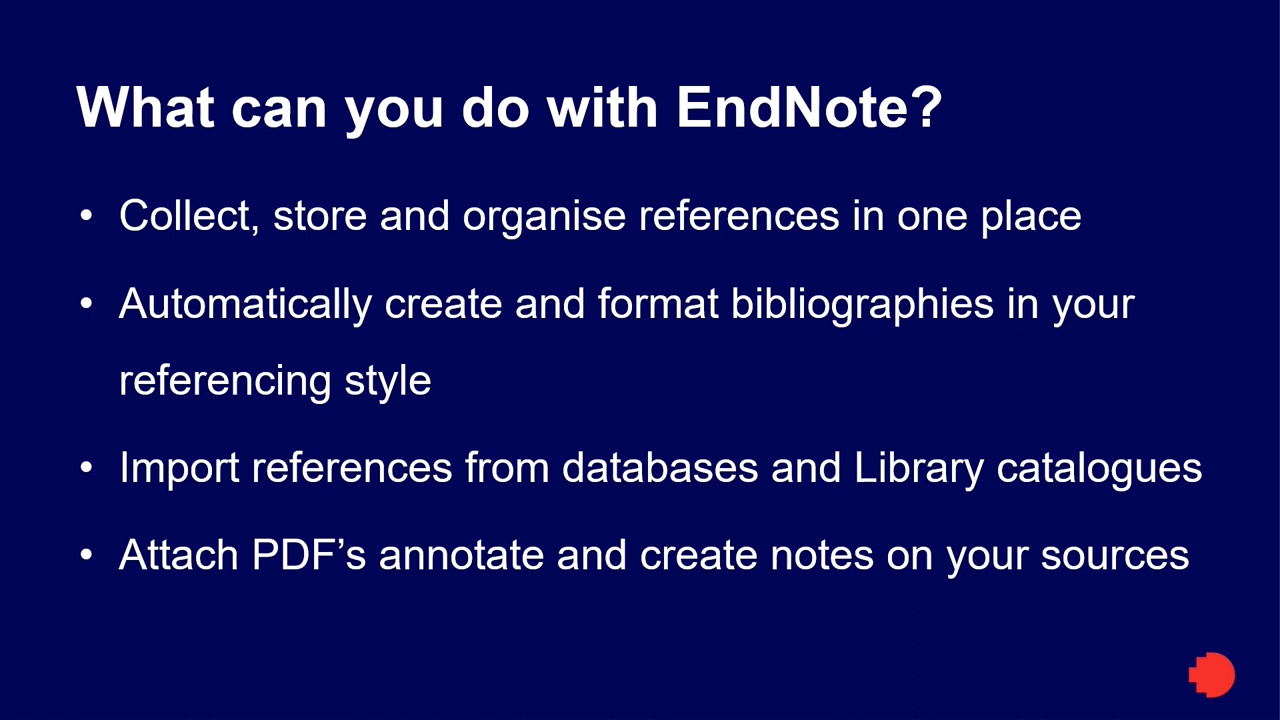 What can you do with EndNote?
• Collect, store and organise references in one place
• Automatically create and format bibliographies in your
referencing style
• Import references from databases and Library catalogues
• Attach PDF’s annotate and create notes on your sources